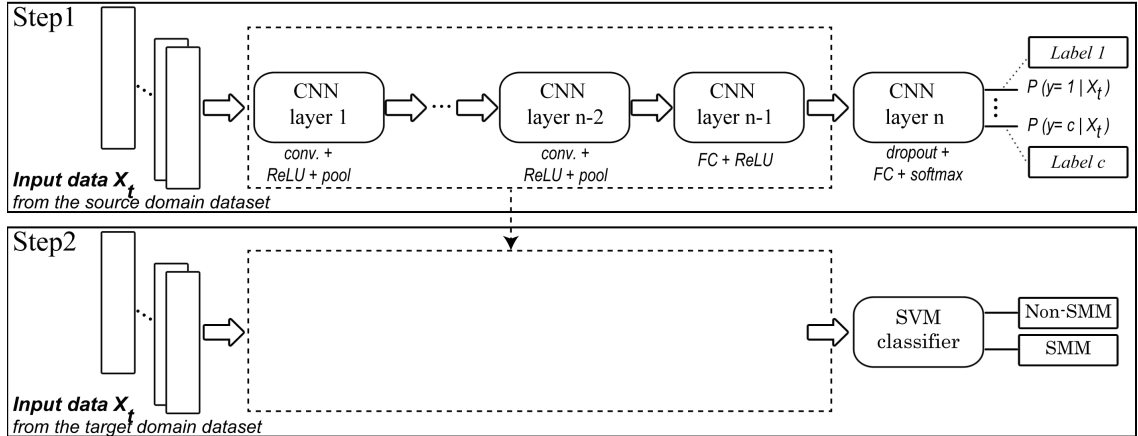 Step1
CNN
layer 1
conv. +
ReLU + pool
...
CNN
layer n-2
conv. +
ReLU + pool
CNN
layer n-1
FC + ReLU
CNN
layer n
dropout +
FC + softmax
Label 1
P (y= 1 | Xt )
P (y= c | Xt )
Label c
Input data Xt
from the source domain dataset
Step2
SVM
classifier
Non-SMM
SMM
Input data Xt
from the target domain dataset